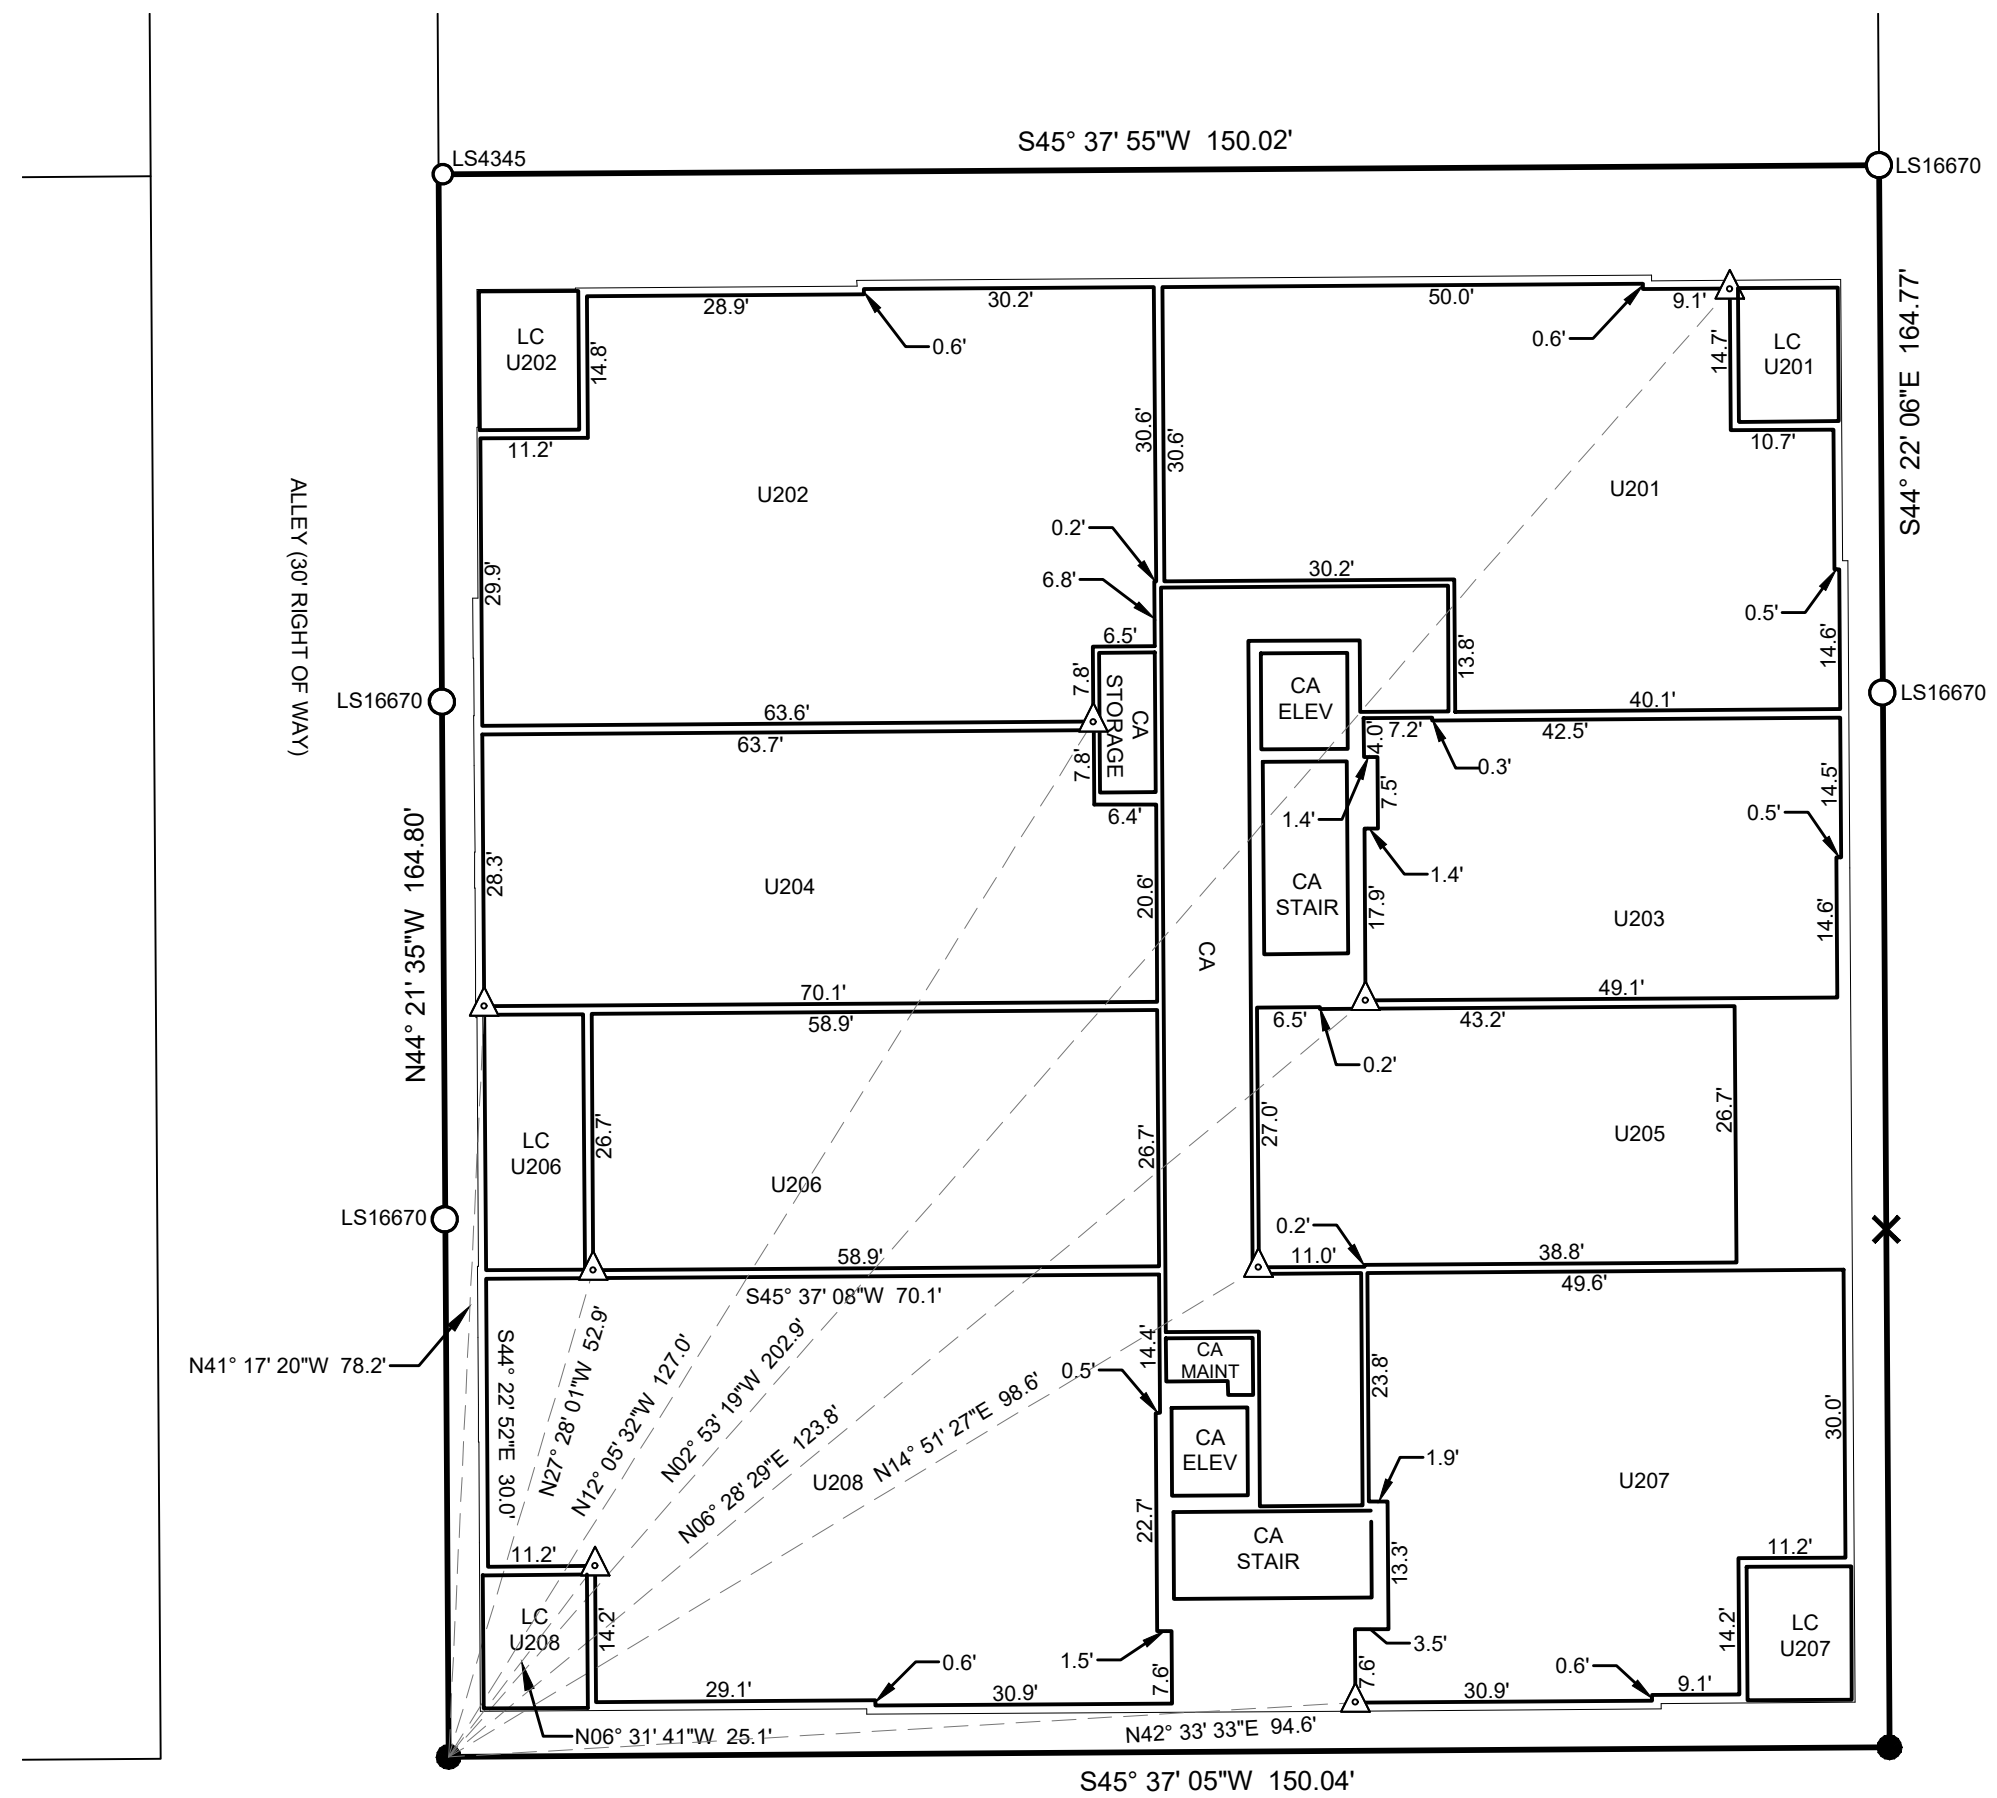 S45° 37' 55"W  150.02'
LS4345
LS16670
S44° 22' 06"E  164.77'
28.9'
30.2'
0.6'
50.0'
0.6'
9.1'
LC
U202
14.8'
14.7'
LC
U201
11.2'
10.7'
30.6'
30.6'
U202
U201
ALLEY (30' RIGHT OF WAY)
0.2'
6.8'
30.2'
29.9'
0.5'
14.6'
6.5'
7.8'
13.8'
CA
STORAGE
CA
ELEV
LS16670
LS16670
63.6'
40.1'
63.7'
7.8'
4.0'
7.2'
42.5'
0.3'
7.5'
14.5'
1.4'
0.5'
6.4'
N44° 21' 35"W  164.80'
28.3'
U204
20.6'
CA
STAIR
1.4'
17.9'
14.6'
U203
CA
70.1'
49.1'
58.9'
6.5'
43.2'
0.2'
LC
U206
26.7'
26.7'
27.0'
U205
26.7'
U206
LS16670
58.9'
0.2'
11.0'
38.8'
S45° 37' 08"W  70.1'
49.6'
N41° 17' 20"W  78.2'
S44° 22' 52"E  30.0'
N27° 28' 01"W  52.9'
N12° 05' 32"W  127.0'
N02° 53' 19"W  202.9'
N06° 28' 29"E  123.8'
N14° 51' 27"E  98.6'
14.4'
0.5'
CA
MAINT
23.8'
30.0'
CA
ELEV
1.9'
U208
U207
22.7'
CA
STAIR
13.3'
11.2'
11.2'
LC
U208
14.2'
14.2'
LC
U207
1.5'
7.6'
3.5'
7.6'
0.6'
0.6'
29.1'
30.9'
30.9'
9.1'
N06° 31' 41"W  25.1'
N42° 33' 33"E  94.6'
S45° 37' 05"W  150.04'